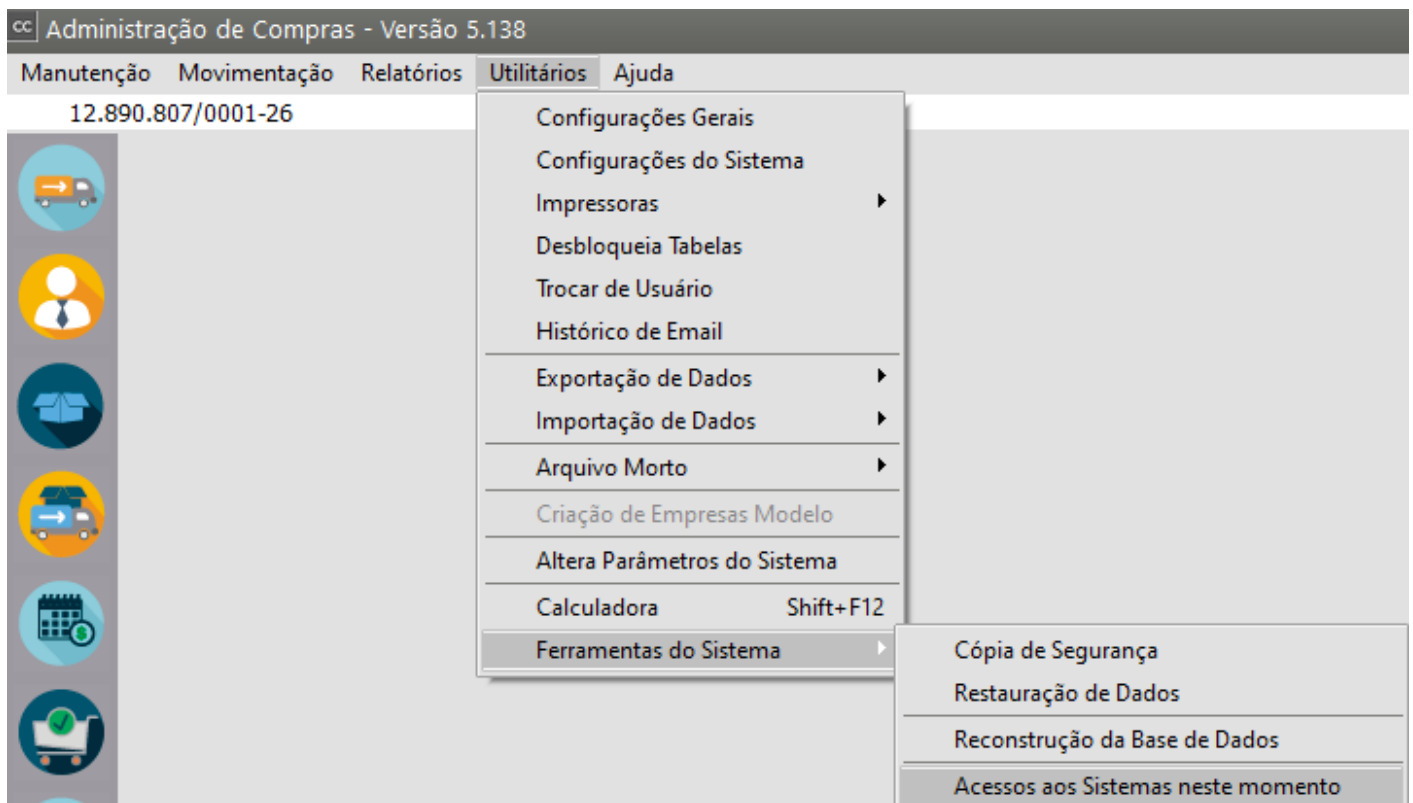 cc Administração de Compras - Versão 5.138
Manutenção Movimentação Relatórios Utilitários Ajuda
12.890.807/0001-26
Configurações Gerais
Configurações do Sistema
Impressoras
Desbloqueia Tabelas
Trocar de Usuário
Histórico de Email
Exportação de Dados
Importação de Dados
Arquivo Morto
Criação de Empresas Modelo
Altera Parâmetros do Sistema
Calculadora Shift+F12
Ferramentas do Sistema
Cópia de Segurança
Restauração de Dados
Reconstrução da Base de Dados
Acessos aos Sistemas neste momento